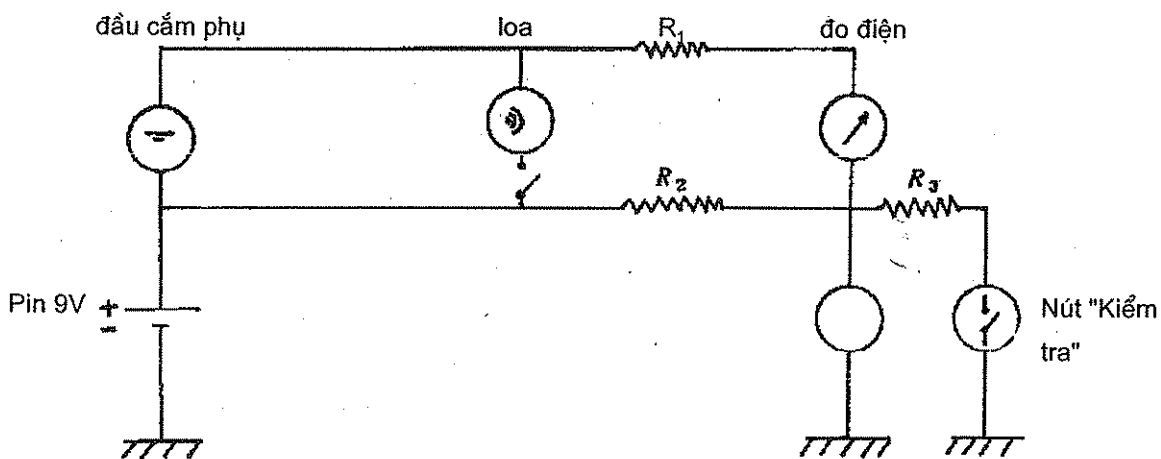 đầu cắm phụ
loa
R₁
đo điện
R₂
R₃
Pin 9V
+
-
Nút "Kiểm
tra"